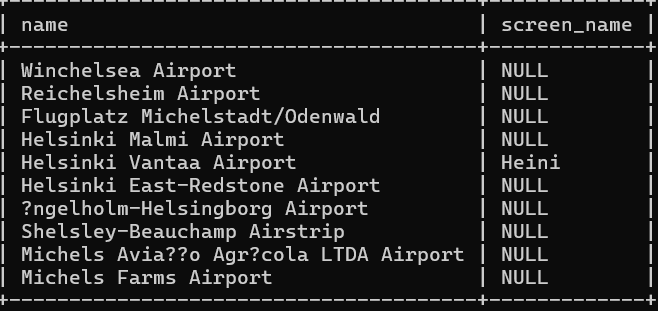 name screen_name
Winchelsea Airport NULL
Reichelsheim Airport NULL
Flugplatz Michelstadt/Odenwald NULL
Helsinki Malmi Airport NULL
Helsinki Vantaa Airport Heini
Helsinki East-Redstone Airport NULL
?ngelholm-Helsingborg Airport NULL
Shelsley-Beauchamp Airstrip NULL
Michels Avia??o Agr?cola LTDA Airport NULL
Michels Farms Airport NULL